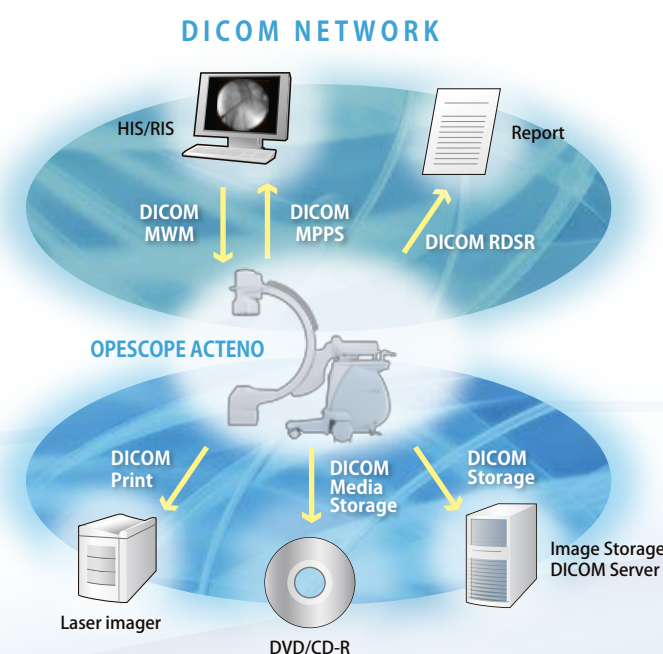 DICOM NETWORK
HIS/RIS
Report
DICOM
MWM
DICOM
MPPS
DICOM RDSR
OPESCOPE ACTENO
DICOM
Print
DICOM
Media
Storage
DICOM
Storage
Image Storage
DICOM Server
Laser imager
DVD/CD-R